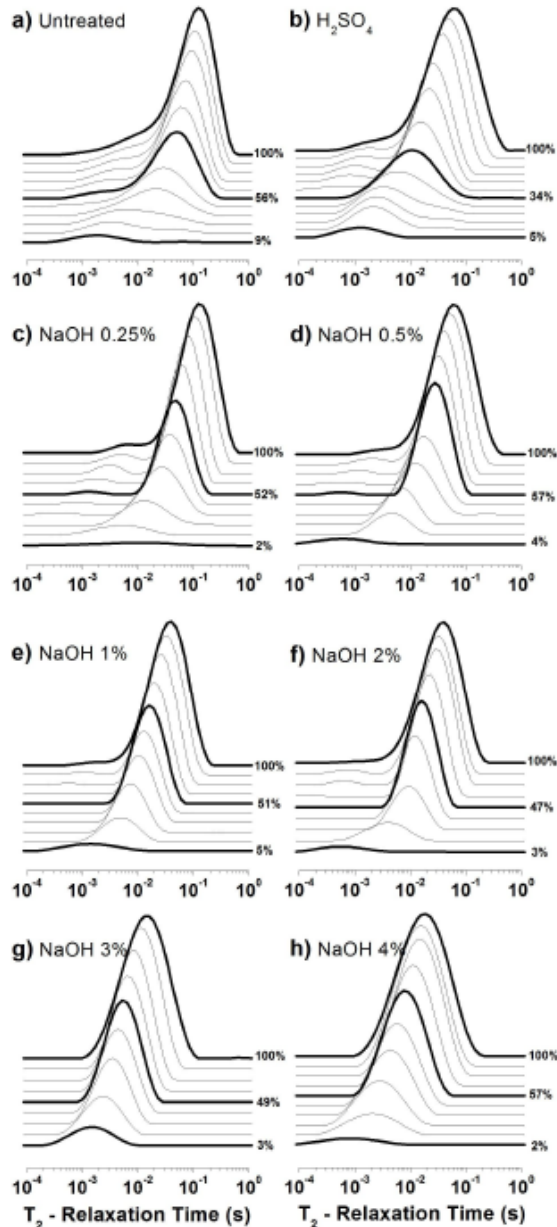 a) Untreated
100%
56%
9%
10⁻⁴ 10⁻³ 10⁻² 10⁻¹ 10⁰
b) H₂SO₄
100%
34%
5%
10⁻⁴ 10⁻³ 10⁻² 10⁻¹ 10⁰
c) NaOH 0.25%
100%
52%
2%
10⁻⁴ 10⁻³ 10⁻² 10⁻¹ 10⁰
d) NaOH 0.5%
100%
57%
4%
10⁻⁴ 10⁻³ 10⁻² 10⁻¹ 10⁰
e) NaOH 1%
100%
51%
5%
10⁻⁴ 10⁻³ 10⁻² 10⁻¹ 10⁰
f) NaOH 2%
100%
47%
3%
10⁻⁴ 10⁻³ 10⁻² 10⁻¹ 10⁰
g) NaOH 3%
100%
49%
3%
10⁻⁴ 10⁻³ 10⁻² 10⁻¹ 10⁰
T₂ - Relaxation Time (s)
h) NaOH 4%
100%
57%
2%
10⁻⁴ 10⁻³ 10⁻² 10⁻¹ 10⁰
T₂ - Relaxation Time (s)